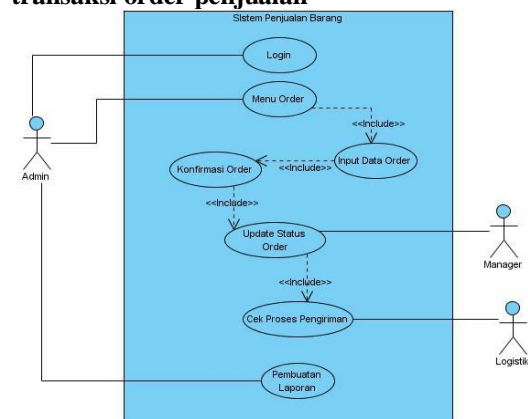 transaksi order penjualan
Sistem Penjualan Barang
Login
Menu Order
<<Include>>
Input Data Order
<<Include>>
Konfirmasi Order
<<Include>>
Update Status
Order
<<Include>>
Cek Proses Pengiriman
Pembuatan
Laporan
Admin
Manager
Logistik